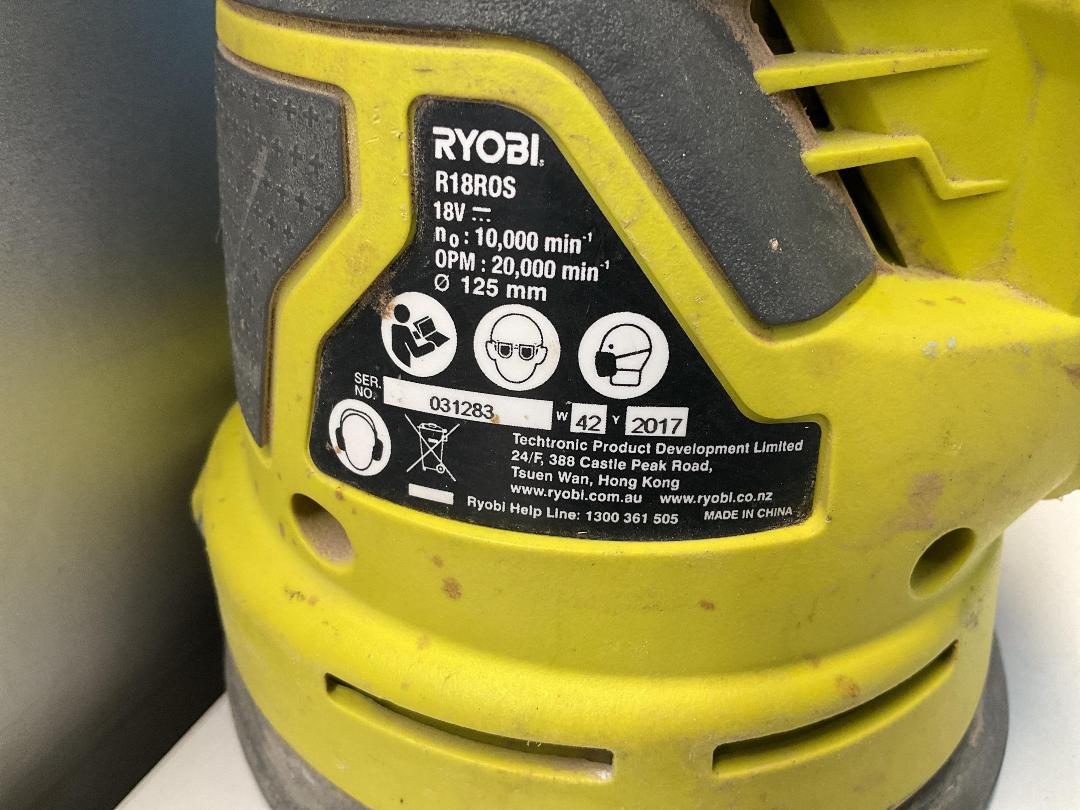 RYOBI
R18ROS
18V ⎓
n₀ : 10,000 min⁻¹
OPM : 20,000 min⁻¹
Ø 125 mm
SER. NO. 031283 W 42 Y 2017
Techtronic Product Development Limited
24/F, 388 Castle Peak Road,
Tsuen Wan, Hong Kong
www.ryobi.com.au www.ryobi.co.nz
Ryobi Help Line: 1300 361 505 MADE IN CHINA